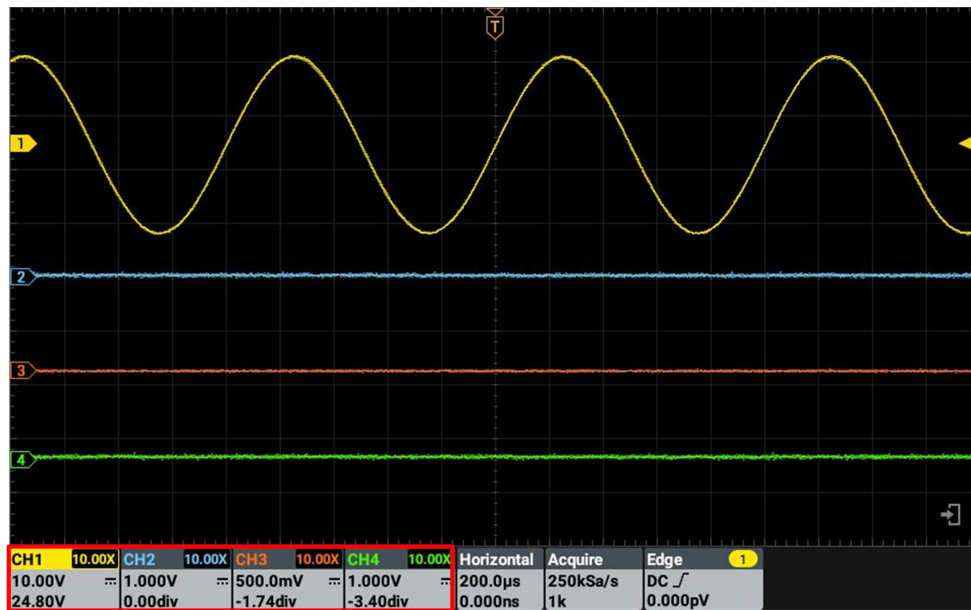 T
1
2
3
4
CH1 10.00X CH2 10.00X CH3 10.00X CH4 10.00X Horizontal Acquire Edge 1
10.00V 1.000V 500.0mV 1.000V 200.0µs 250kSa/s DC
24.80V 0.00div -1.74div -3.40div 0.000ns 1k 0.000pV